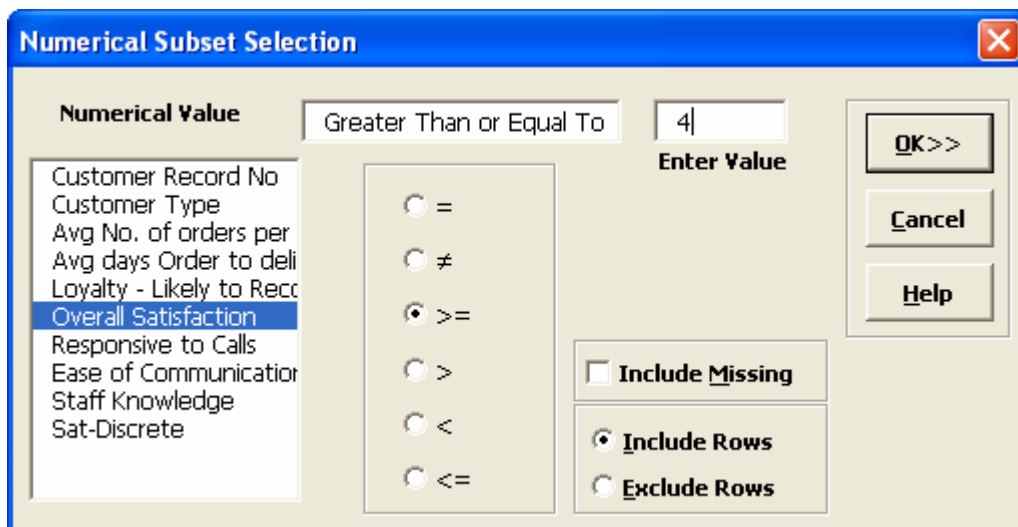 Numerical Subset Selection
Numerical Value
Greater Than or Equal To
4
Enter Value
Customer Record No
Customer Type
Avg No. of orders per
Avg days Order to deli
Loyalty - Likely to Reco
Overall Satisfaction
Responsive to Calls
Ease of Communication
Staff Knowledge
Sat-Discrete
=
≠
>=
>
<
<=
Include Missing
Include Rows
Exclude Rows
OK>>
Cancel
Help